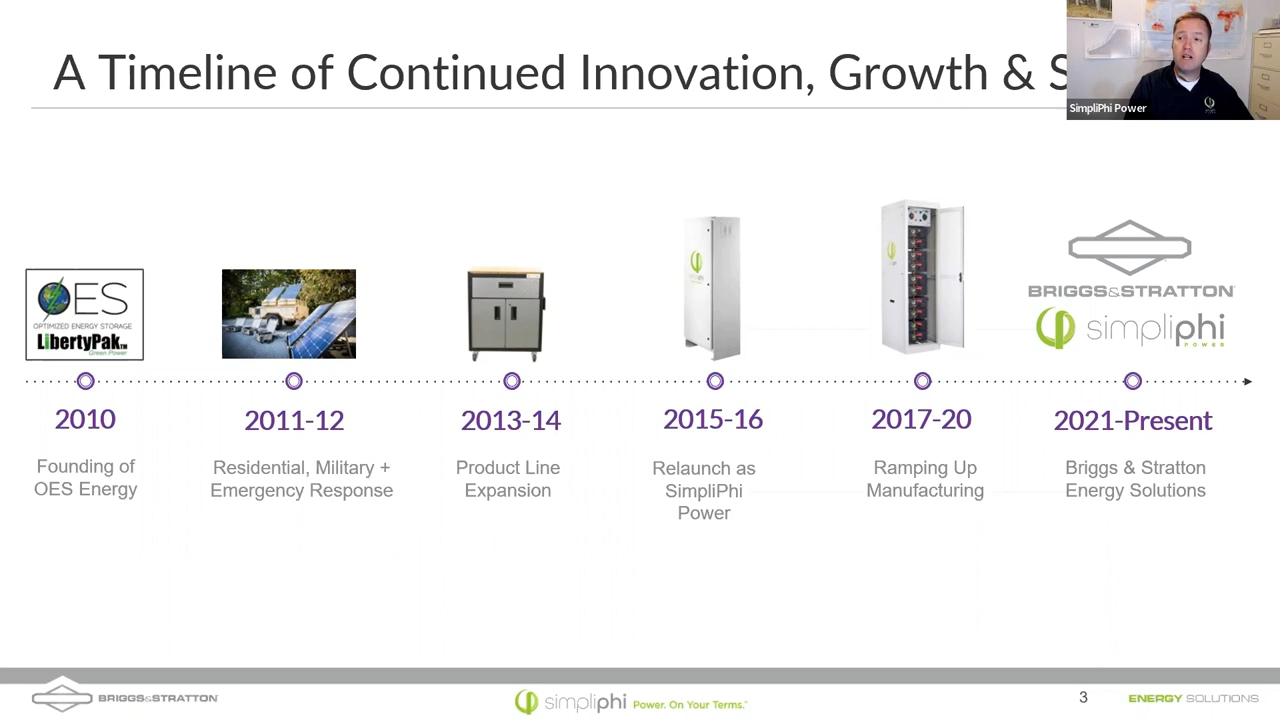 A Timeline of Continued Innovation, Growth & S
SimpliPhi Power
OES
OPTIMIZED ENERGY STORAGE
LibertyPak™
Green Power
BRIGGS&STRATTON
simpliphi
POWER
2010
2011-12
2013-14
2015-16
2017-20
2021-Present
Founding of
OES Energy
Residential, Military +
Emergency Response
Product Line
Expansion
Relaunch as
SimpliPhi
Power
Ramping Up
Manufacturing
Briggs & Stratton
Energy Solutions
BRIGGS&STRATTON
simpliphi Power. On Your Terms.™
3
ENERGY SOLUTIONS